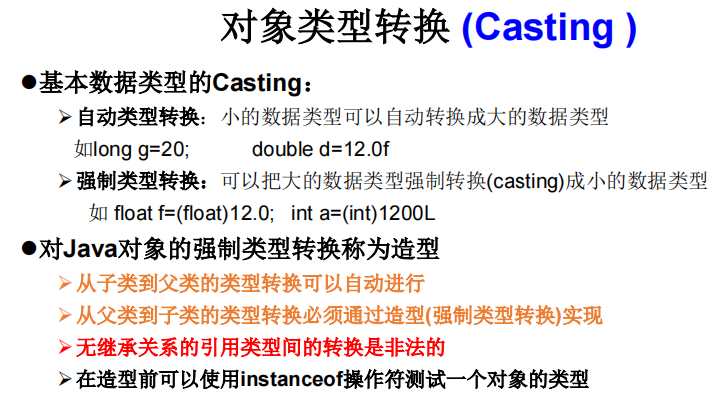 对象类型转换 (Casting )
●基本数据类型的Casting：
➢自动类型转换：小的数据类型可以自动转换成大的数据类型
如long g=20; double d=12.0f
➢强制类型转换：可以把大的数据类型强制转换(casting)成小的数据类型
如 float f=(float)12.0; int a=(int)1200L
●对Java对象的强制类型转换称为造型
➢从子类到父类的类型转换可以自动进行
➢从父类到子类的类型转换必须通过造型(强制类型转换)实现
➢无继承关系的引用类型间的转换是非法的
➢在造型前可以使用instanceof操作符测试一个对象的类型